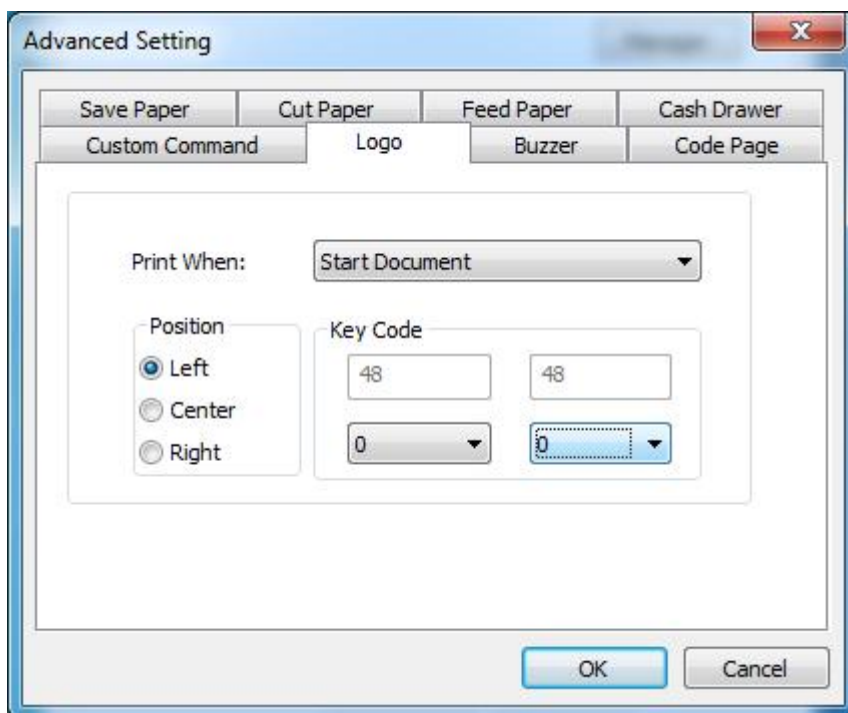 Advanced Setting
Save Paper Cut Paper Feed Paper Cash Drawer
Custom Command Logo Buzzer Code Page
Print When: Start Document
Position Key Code
Left 48 48
Center
Right 0 0
OK Cancel